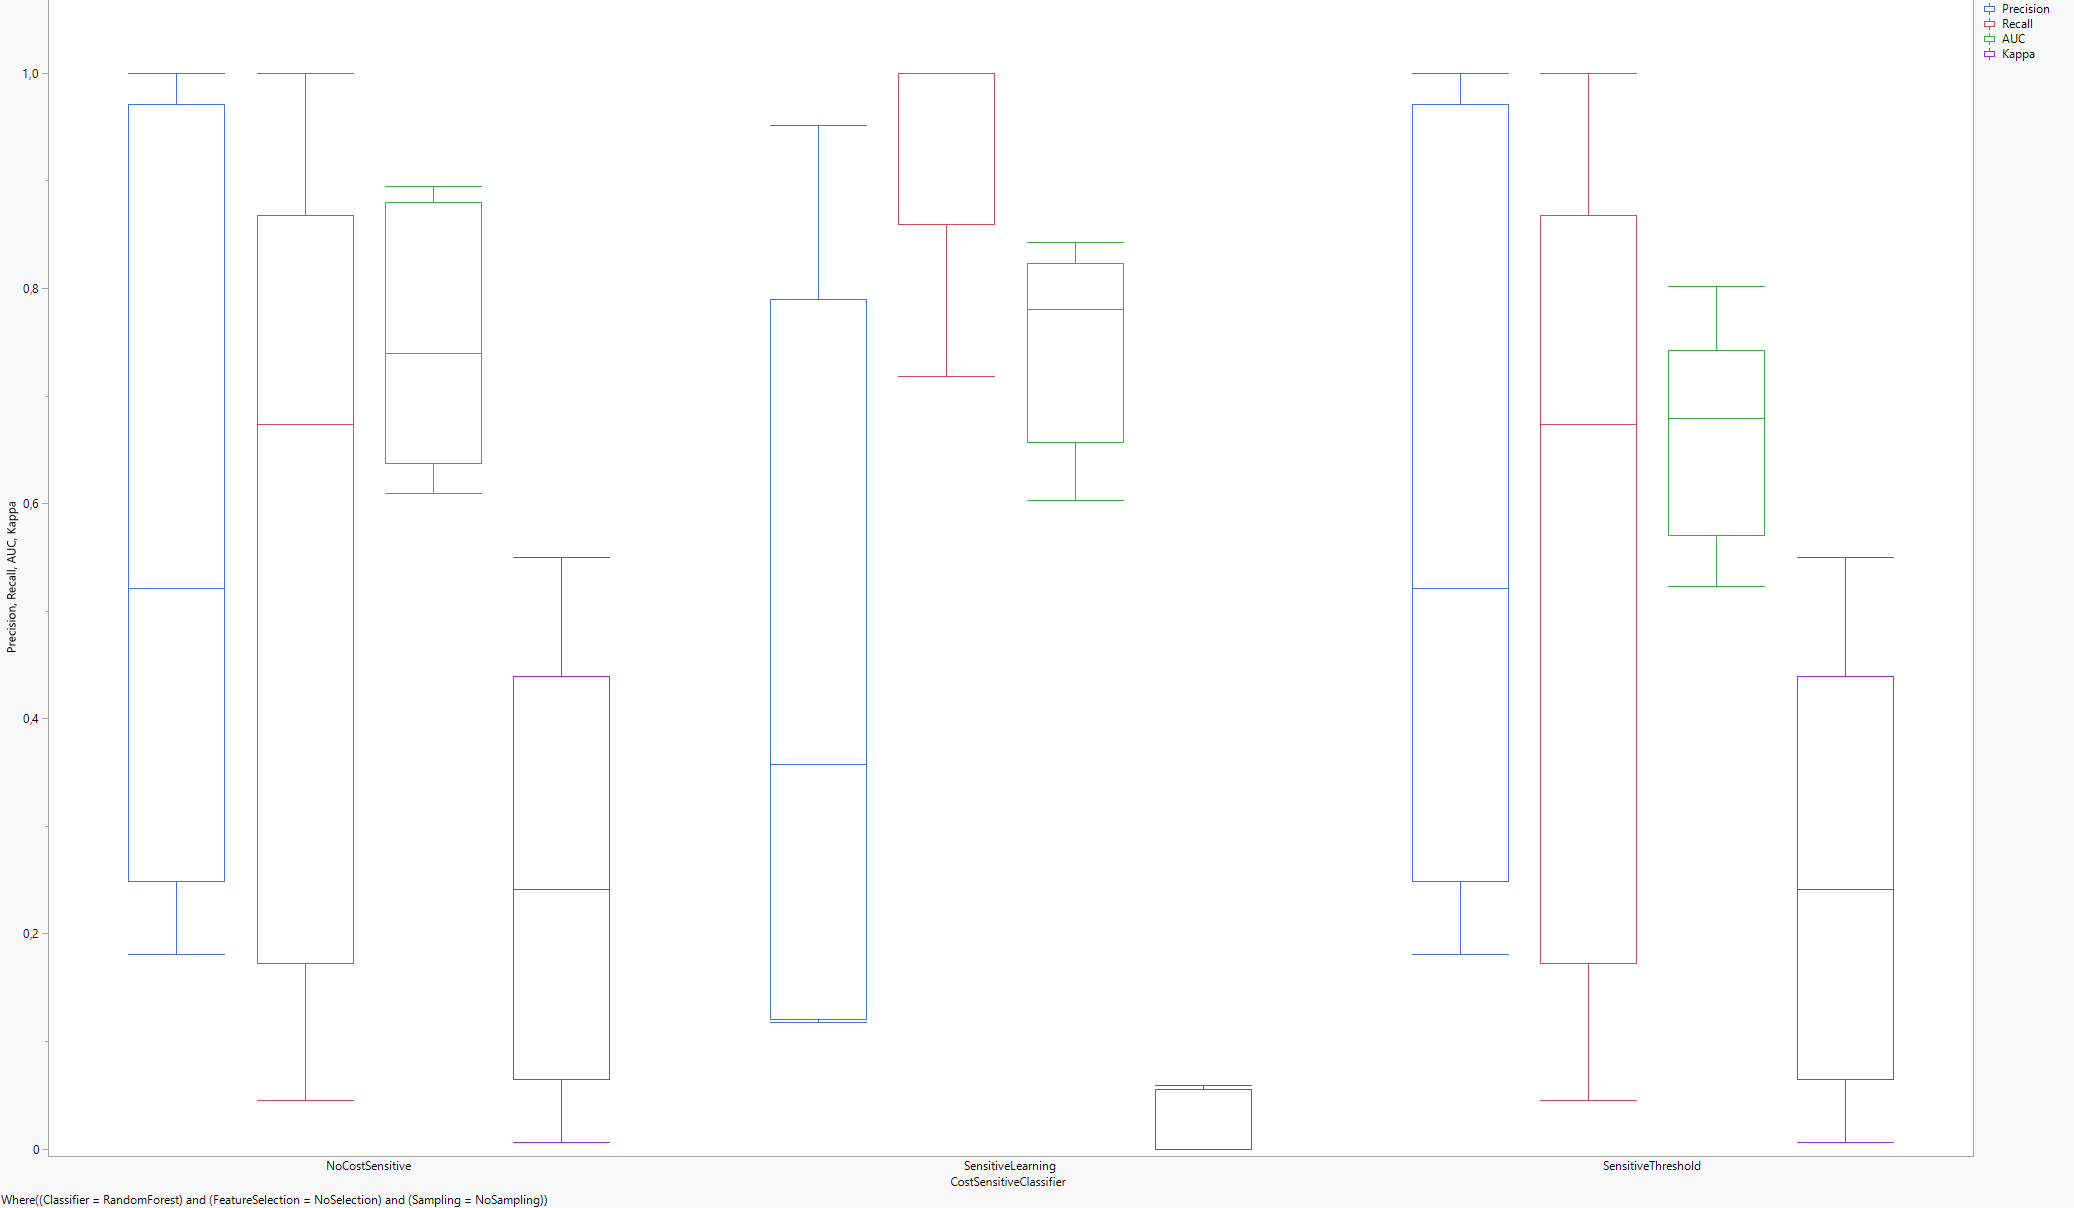 Precision
Recall
AUC
Kappa
1,0
0,8
0,6
0,4
0,2
0
Precision, Recall, AUC, Kappa
NoCostSensitive
SensitiveLearning
SensitiveThreshold
CostSensitiveClassifier
Where((Classifier = RandomForest) and (FeatureSelection = NoSelection) and (Sampling = NoSampling))